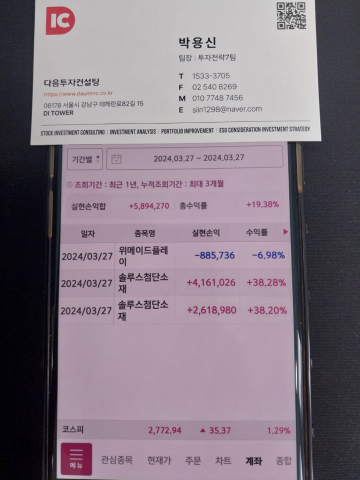 IC
박용신
팀장 | 투자전략7팀
다음투자컨설팅
https://www.dauminc.co.kr
06178 서울시 강남구 테헤란로82길 15
DI TOWER
T 1533-3705
F 02 540 8269
M 010 7748 7456
E slin1298@naver.com
STOCK INVESTMENT CONSULTING | INVESTMENT ANALYSIS | PORTFOLIO IMPROVEMENT | ESG CONSIDERATION INVESTMENT STRATEGY
기간별 2024.03.27 ~ 2024.03.27
조회기간 : 최근 1년, 누적조회기간 : 최대 3개월
실현손익합 +5,894,270 총수익률 +19.38%
일자 종목명 실현손익 수익률
2024/03/27 위메이드플레이 -885,736 -6.98%
2024/03/27 솔루스첨단소재 +4,161,026 +38.28%
2024/03/27 솔루스첨단소재 +2,618,980 +38.20%
코스피 2,772.94 ▲ 35.37 1.29%
메뉴 관심종목 현재가 주문 차트 계좌 종합